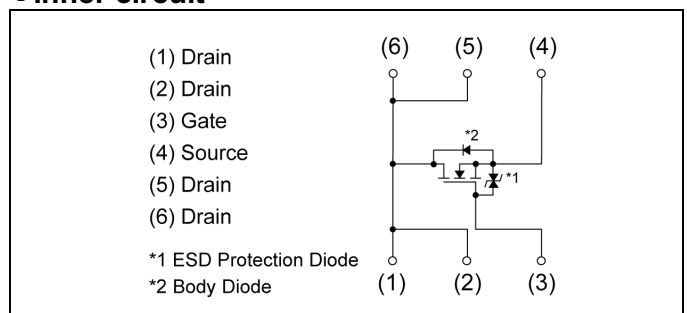 Inner circuit
(1) Drain
(2) Drain
(3) Gate
(4) Source
(5) Drain
(6) Drain
*1 ESD Protection Diode
*2 Body Diode
(6) (5) (4)
*2
*1
(1) (2) (3)